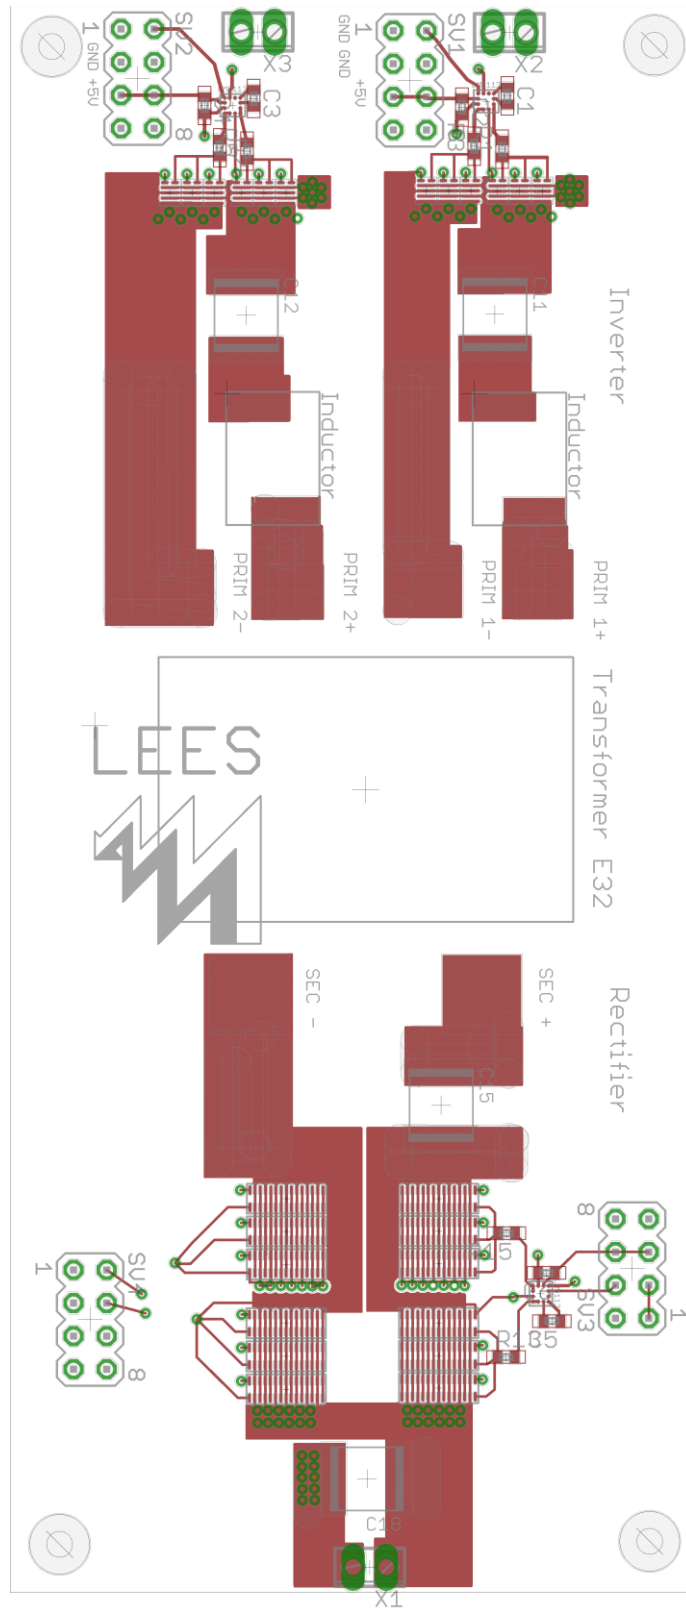 1
SV2
GND +5V
8
X3
C3
1
SV1
GND GND +5V
8
X2
C1
C12
C11
Inverter
Inductor
Inductor
PRIM 2-
PRIM 2+
PRIM 1-
PRIM 1+
Transformer E32
LEES
SEC -
SEC +
Rectifier
C15
8
SV3
1
1
8
C18
X1